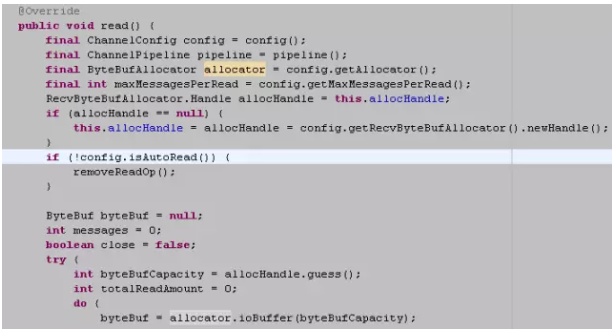 @Override
public void read() {
final ChannelConfig config = config();
final ChannelPipeline pipeline = pipeline();
final ByteBufAllocator allocator = config.getAllocator();
final int maxMessagesPerRead = config.getMaxMessagesPerRead();
RecvByteBufAllocator.Handle allocHandle = this.allocHandle;
if (allocHandle == null) {
this.allocHandle = allocHandle = config.getRecvByteBufAllocator().newHandle();
}
if (!config.isAutoRead()) {
removeReadOp();
}
ByteBuf byteBuf = null;
int messages = 0;
boolean close = false;
try {
int byteBufCapacity = allocHandle.guess();
int totalReadAmount = 0;
do {
byteBuf = allocator.ioBuffer(byteBufCapacity);